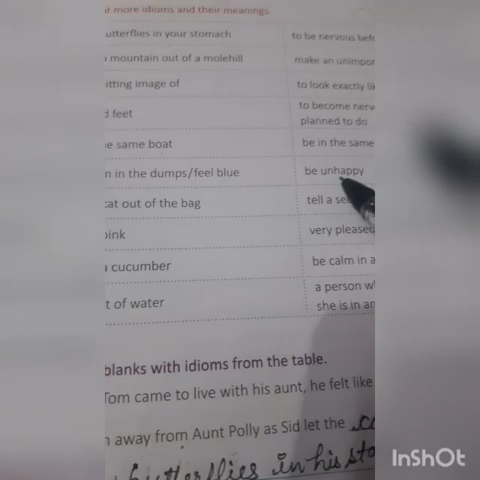 more idioms and their meanings
utterflies in your stomach to be nervous bef
mountain out of a molehill make an unimpor
itting image of to look exactly lik
feet to become nerv
planned to do
e same boat be in the same
n in the dumps/feel blue be unhappy
cat out of the bag tell a se
pink very pleased
a cucumber be calm in a
t of water a person wh
she is in an
blanks with idioms from the table.
Tom came to live with his aunt, he felt like
n away from Aunt Polly as Sid let the
butterflies in his sto
InShOt